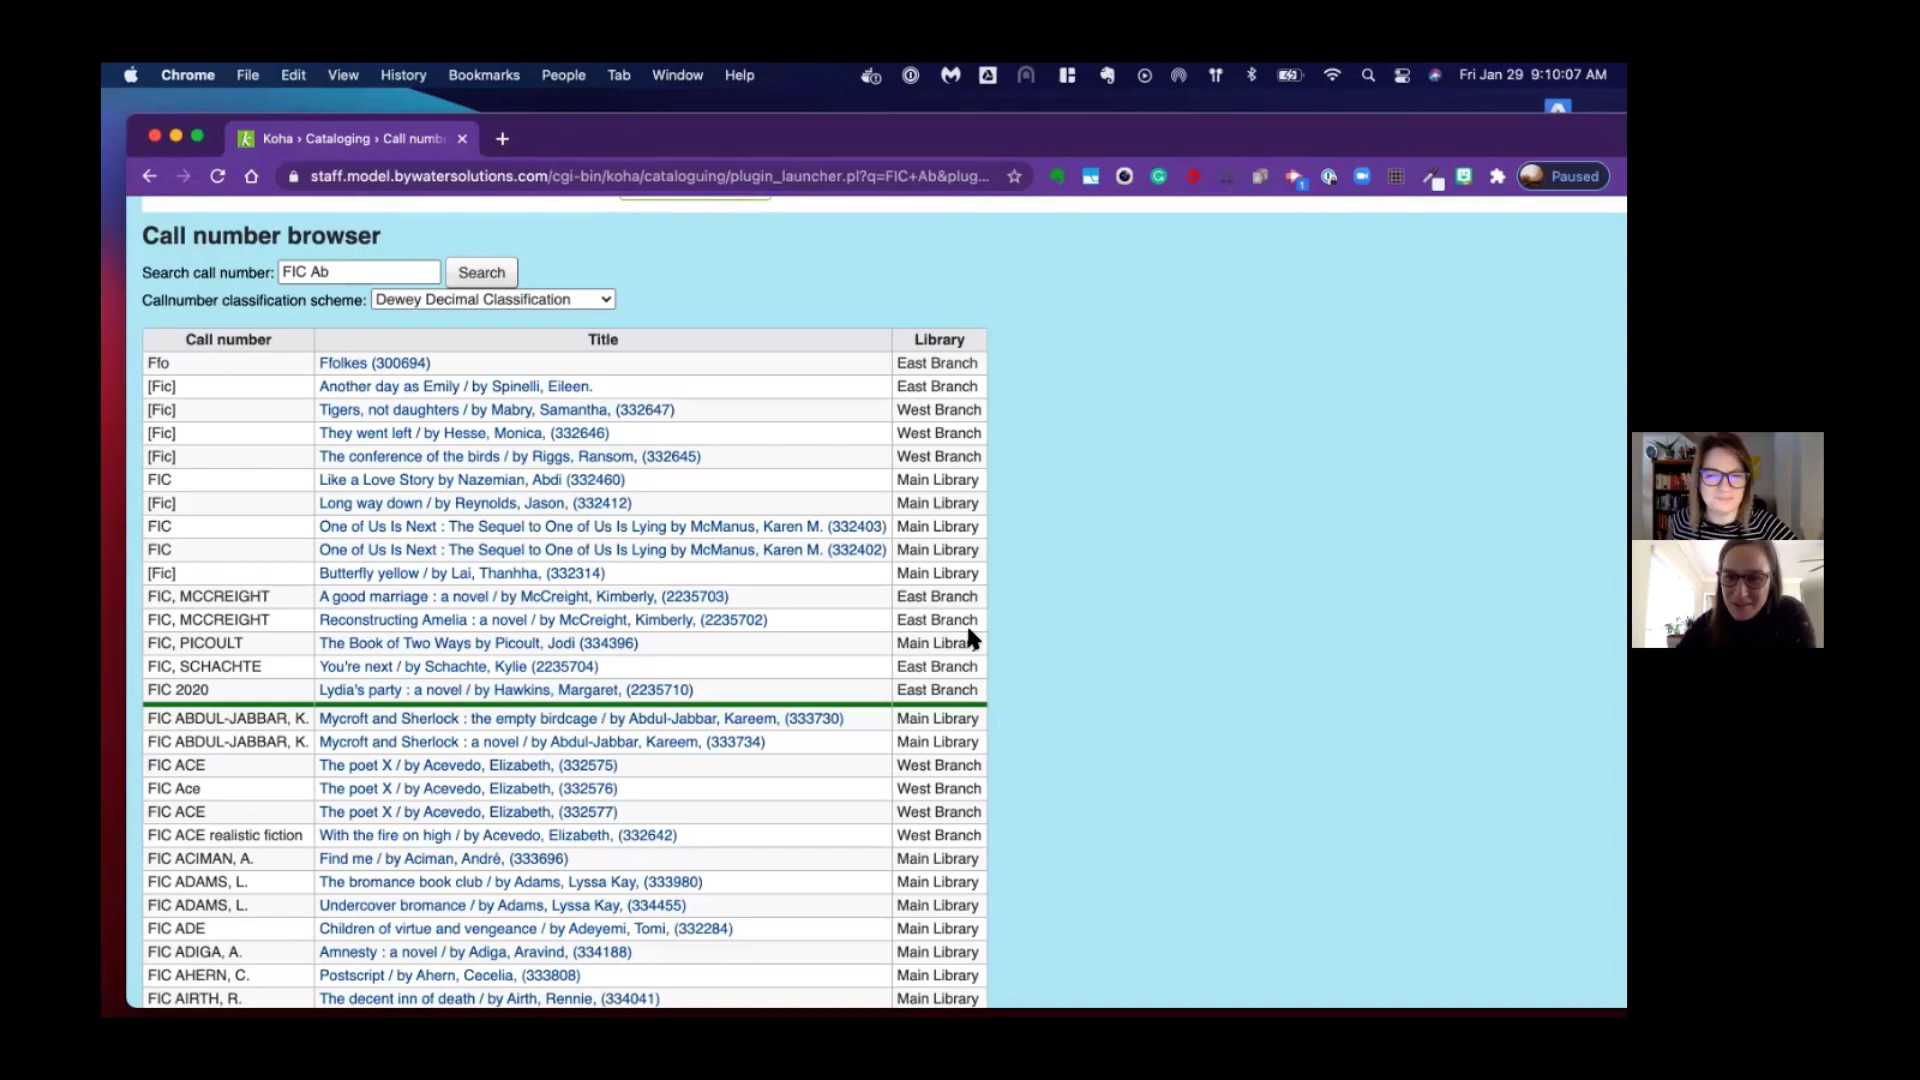 Chrome File Edit View History Bookmarks People Tab Window Help Fri Jan 29 9:10:07 AM
Koha › Cataloging › Call numb
staff.model.bywatersolutions.com/cgi-bin/koha/cataloguing/plugin_launcher.pl?q=FIC+Ab&plug... 1 Paused
Call number browser
Search call number: FIC Ab Search
Callnumber classification scheme: Dewey Decimal Classification
Call number Title Library
Ffo Ffolkes (300694) East Branch
[Fic] Another day as Emily / by Spinelli, Eileen. East Branch
[Fic] Tigers, not daughters / by Mabry, Samantha, (332647) West Branch
[Fic] They went left / by Hesse, Monica, (332646) West Branch
[Fic] The conference of the birds / by Riggs, Ransom, (332645) West Branch
FIC Like a Love Story by Nazemian, Abdi (332460) Main Library
[Fic] Long way down / by Reynolds, Jason, (332412) Main Library
FIC One of Us Is Next : The Sequel to One of Us Is Lying by McManus, Karen M. (332403) Main Library
FIC One of Us Is Next : The Sequel to One of Us Is Lying by McManus, Karen M. (332402) Main Library
[Fic] Butterfly yellow / by Lai, Thanhha, (332314) Main Library
FIC, MCCREIGHT A good marriage : a novel / by McCreight, Kimberly, (2235703) East Branch
FIC, MCCREIGHT Reconstructing Amelia : a novel / by McCreight, Kimberly, (2235702) East Branch
FIC, PICOULT The Book of Two Ways by Picoult, Jodi (334396) Main Library
FIC, SCHACHTE You're next / by Schachte, Kylie (2235704) East Branch
FIC 2020 Lydia's party : a novel / by Hawkins, Margaret, (2235710) East Branch
FIC ABDUL-JABBAR, K. Mycroft and Sherlock : the empty birdcage / by Abdul-Jabbar, Kareem, (333730) Main Library
FIC ABDUL-JABBAR, K. Mycroft and Sherlock : a novel / by Abdul-Jabbar, Kareem, (333734) Main Library
FIC ACE The poet X / by Acevedo, Elizabeth, (332575) West Branch
FIC Ace The poet X / by Acevedo, Elizabeth, (332576) West Branch
FIC ACE The poet X / by Acevedo, Elizabeth, (332577) West Branch
FIC ACE realistic fiction With the fire on high / by Acevedo, Elizabeth, (332642) West Branch
FIC ACIMAN, A. Find me / by Aciman, André, (333696) Main Library
FIC ADAMS, L. The bromance book club / by Adams, Lyssa Kay, (333980) Main Library
FIC ADAMS, L. Undercover bromance / by Adams, Lyssa Kay, (334455) Main Library
FIC ADE Children of virtue and vengeance / by Adeyemi, Tomi, (332284) Main Library
FIC ADIGA, A. Amnesty : a novel / by Adiga, Aravind, (334188) Main Library
FIC AHERN, C. Postscript / by Ahern, Cecelia, (333808) Main Library
FIC AIRTH, R. The decent inn of death / by Airth, Rennie, (334041) Main Library